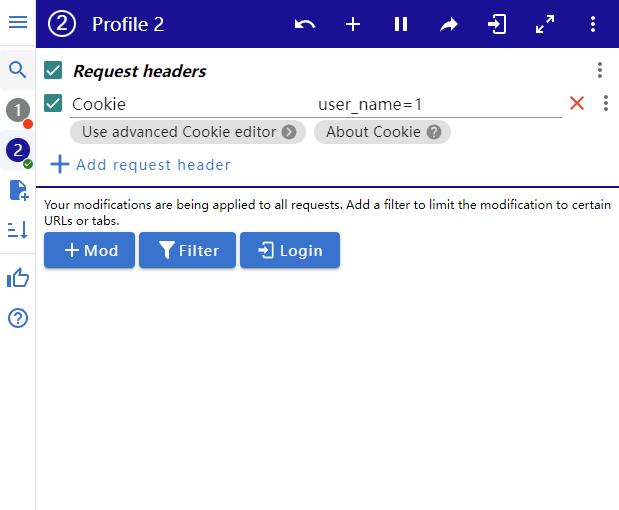 2 Profile 2
Request headers
1
Cookie user_name=1
Use advanced Cookie editor About Cookie ?
2
Add request header
Your modifications are being applied to all requests. Add a filter to limit the modification to certain
URLs or tabs.
Mod Filter Login
?